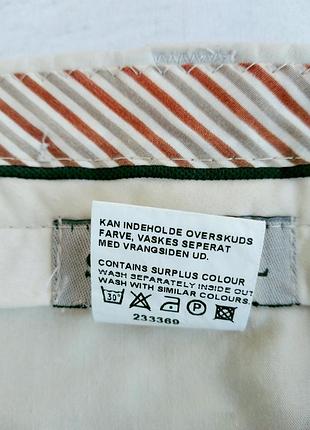 KAN INDEHOLDE OVERSKUDS
FARVE, VASKES SEPERAT
MED VRANGSIDEN UD.
CONTAINS SURPLUS COLOUR
WASH SEPARATELY INSIDE OUT
WASH WITH SIMILAR COLOURS.
30° P
233369